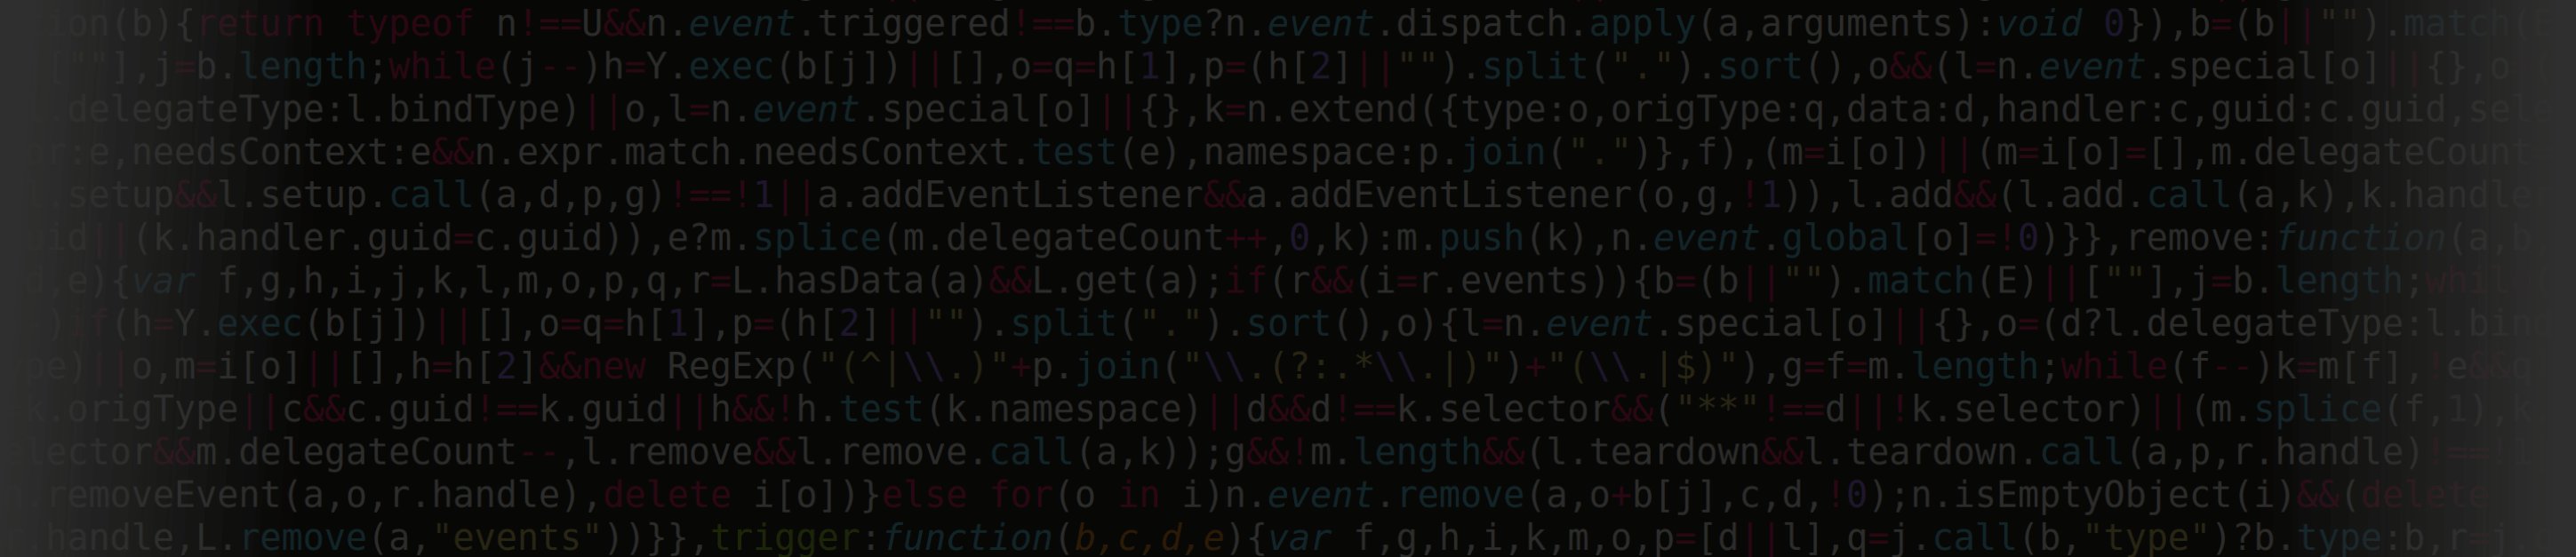 ion(b){return typeof n!==U&&n.event.triggered!==b.type?n.event.dispatch.apply(a,arguments):void 0}),b=(b||"").match(E
[""],j=b.length;while(j--)h=Y.exec(b[j])||[],o=q=h[1],p=(h[2]||"").split(".").sort(),o&&(l=n.event.special[o]||{},o
.delegateType:l.bindType)||o,l=n.event.special[o]||{},k=n.extend({type:o,origType:q,data:d,handler:c,guid:c.guid,sele
r:e,needsContext:e&&n.expr.match.needsContext.test(e),namespace:p.join(".")},f),(m=i[o])||(m=i[o]=[],m.delegateCount
.setup&&l.setup.call(a,d,p,g)!==!1||a.addEventListener&&a.addEventListener(o,g,!1)),l.add&&(l.add.call(a,k),k.handler
uid||(k.handler.guid=c.guid)),e?m.splice(m.delegateCount++,0,k):m.push(k),n.event.global[o]=!0)}},remove:function(a,b
d,e){var f,g,h,i,j,k,l,m,o,p,q,r=L.hasData(a)&&L.get(a);if(r&&(i=r.events)){b=(b||"").match(E)||[""],j=b.length;whil
)if(h=Y.exec(b[j])||[],o=q=h[1],p=(h[2]||"").split(".").sort(),o){l=n.event.special[o]||{},o=(d?l.delegateType:l.bind
pe)||o,m=i[o]||[],h=h[2]&&new RegExp("(^|\\.)"+p.join("\\.(?:.*\\.|)")+"(\\.|$)"),g=f=m.length;while(f--)k=m[f],!e&&q
k.origType||c&&c.guid!==k.guid||h&&!h.test(k.namespace)||d&&d!==k.selector&&("**"!==d||!k.selector)||(m.splice(f,1),k
lector&&m.delegateCount--,l.remove&&l.remove.call(a,k));g&&!m.length&&(l.teardown&&l.teardown.call(a,p,r.handle)!==!1
.removeEvent(a,o,r.handle),delete i[o])}else for(o in i)n.event.remove(a,o+b[j],c,d,!0);n.isEmptyObject(i)&&(delete
r.handle,L.remove(a,"events"))}},trigger:function(b,c,d,e){var f,g,h,i,k,m,o,p=[d||l],q=j.call(b,"type")?b.type:b,r=j.